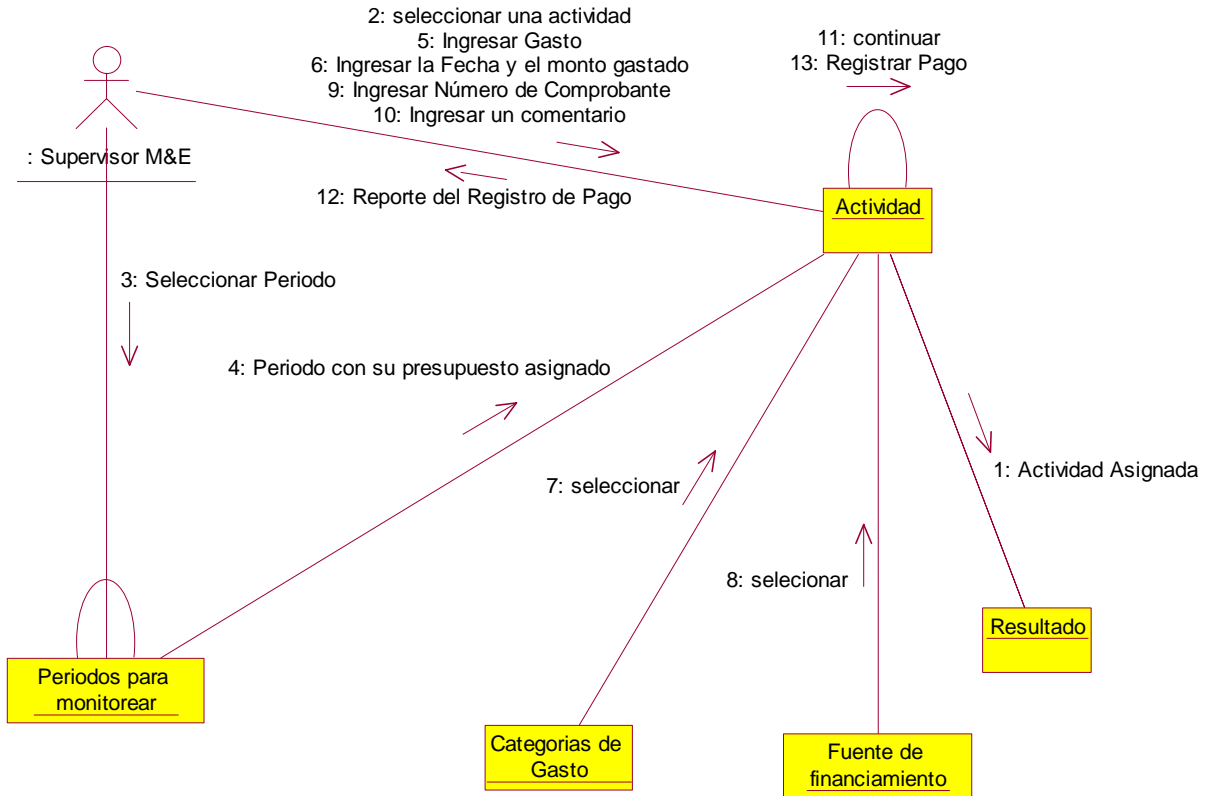 2: seleccionar una actividad
5: Ingresar Gasto
6: Ingresar la Fecha y el monto gastado
9: Ingresar Número de Comprobante
10: Ingresar un comentario
11: continuar
13: Registrar Pago
: Supervisor M&E
12: Reporte del Registro de Pago
Actividad
3: Seleccionar Periodo
4: Periodo con su presupuesto asignado
7: seleccionar
1: Actividad Asignada
8: selecionar
Resultado
Periodos para
monitorear
Categorias de
Gasto
Fuente de
financiamiento